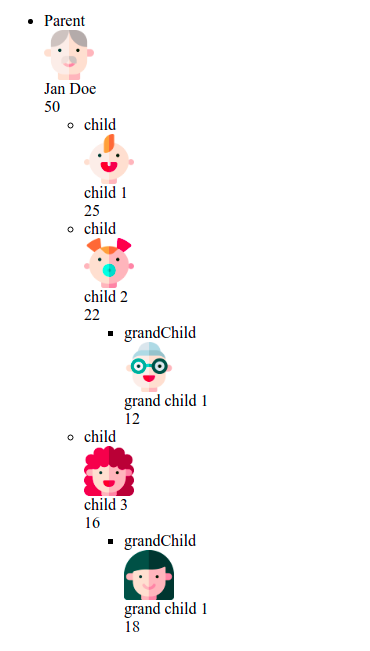 Parent
Jan Doe
50
child
child 1
25
child
child 2
22
grandChild
grand child 1
12
child
child 3
16
grandChild
grand child 1
18